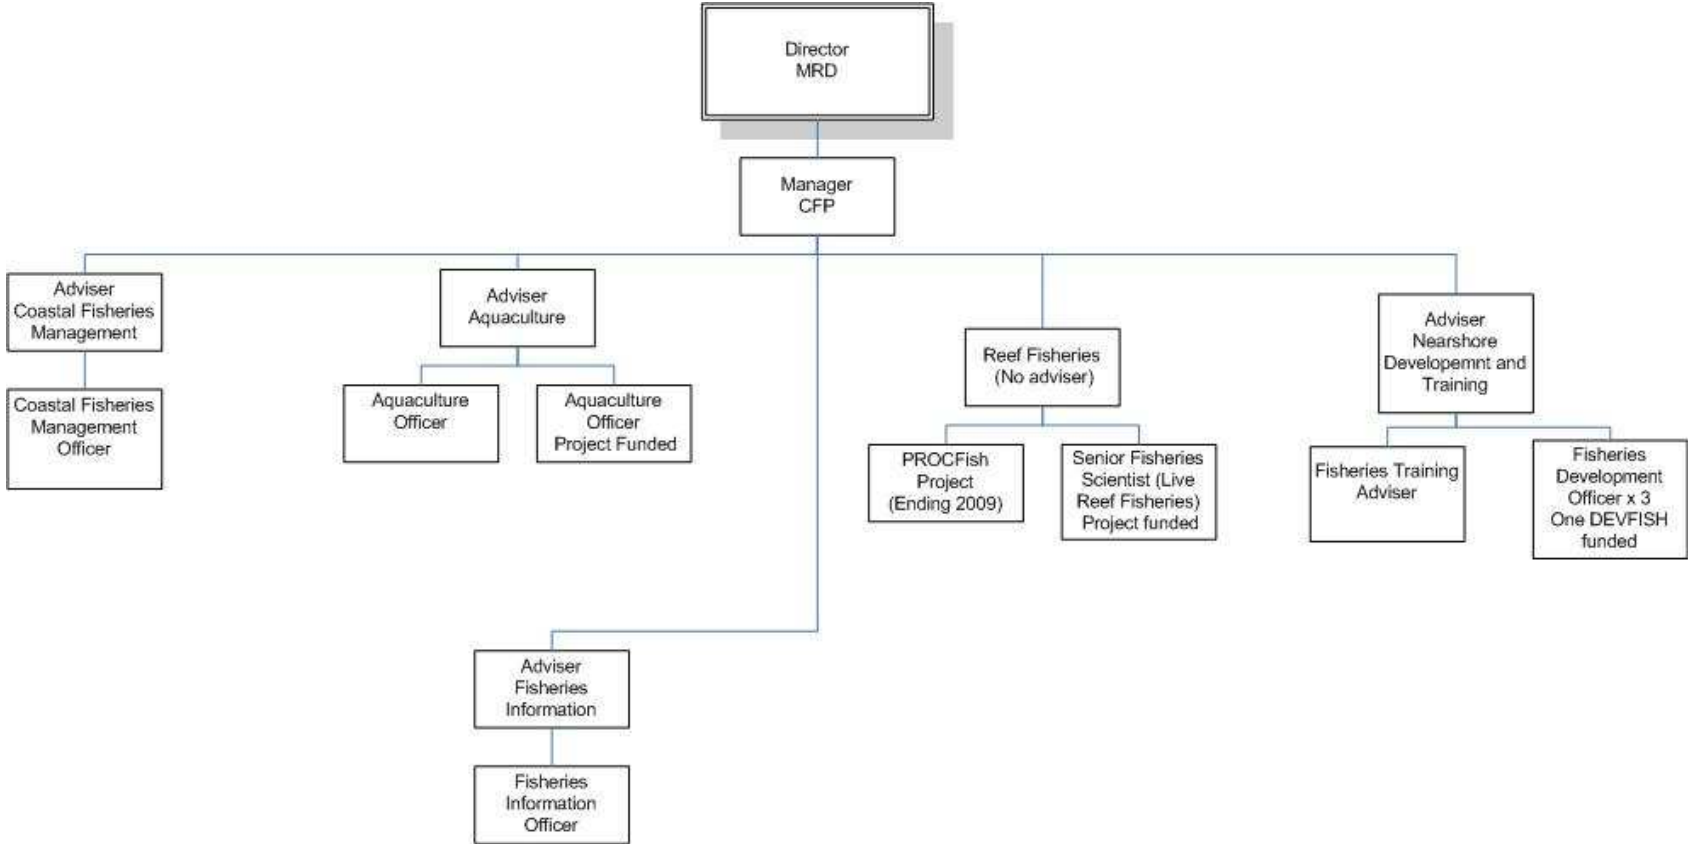 Director
MRD
Manager
CFP
Adviser
Coastal Fisheries
Management
Adviser
Aquaculture
Reef Fisheries
(No adviser)
Adviser
Nearshore
Developemnt and
Training
Coastal Fisheries
Management
Officer
Aquaculture
Officer
Aquaculture
Officer
Project Funded
PROCFish
Project
(Ending 2009)
Senior Fisheries
Scientist (Live
Reef Fisheries)
Project funded
Fisheries Training
Adviser
Fisheries
Development
Officer x 3
One DEVFISH
funded
Adviser
Fisheries
Information
Fisheries
Information
Officer